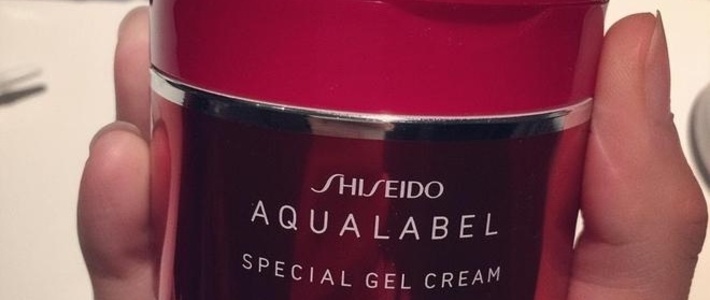 SHISEIDO
AQUALABEL
SPECIAL GEL CREAM